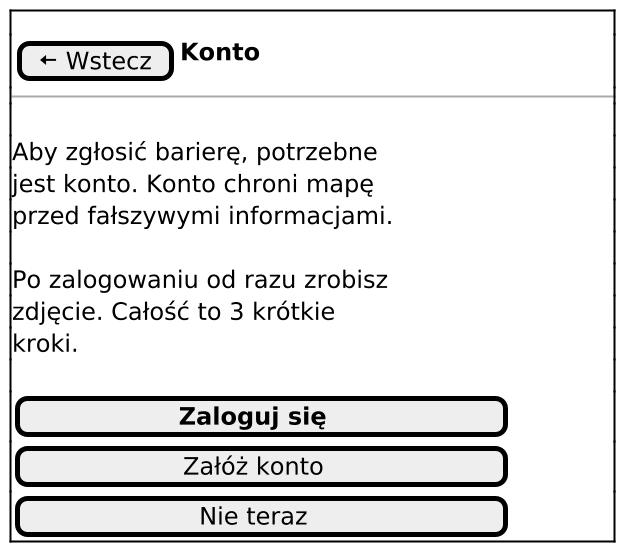 ← Wstecz Konto
Aby zgłosić barierę, potrzebne
jest konto. Konto chroni mapę
przed fałszywymi informacjami.
Po zalogowaniu od razu zrobisz
zdjęcie. Całość to 3 krótkie
kroki.
Zaloguj się
Załóż konto
Nie teraz